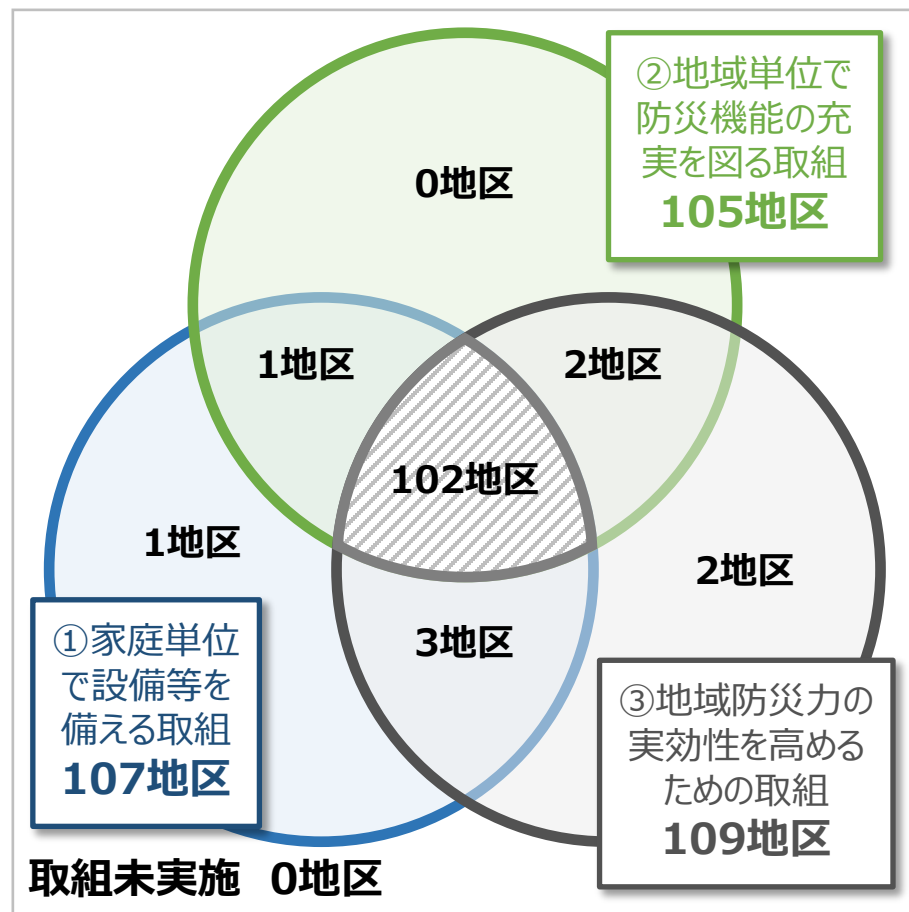 ②地域単位で
防災機能の充
実を図る取組
105地区
0地区
1地区
2地区
102地区
1地区
2地区
3地区
①家庭単位
で設備等を
備える取組
107地区
③地域防災力の
実効性を高める
ための取組
109地区
取組未実施 0地区